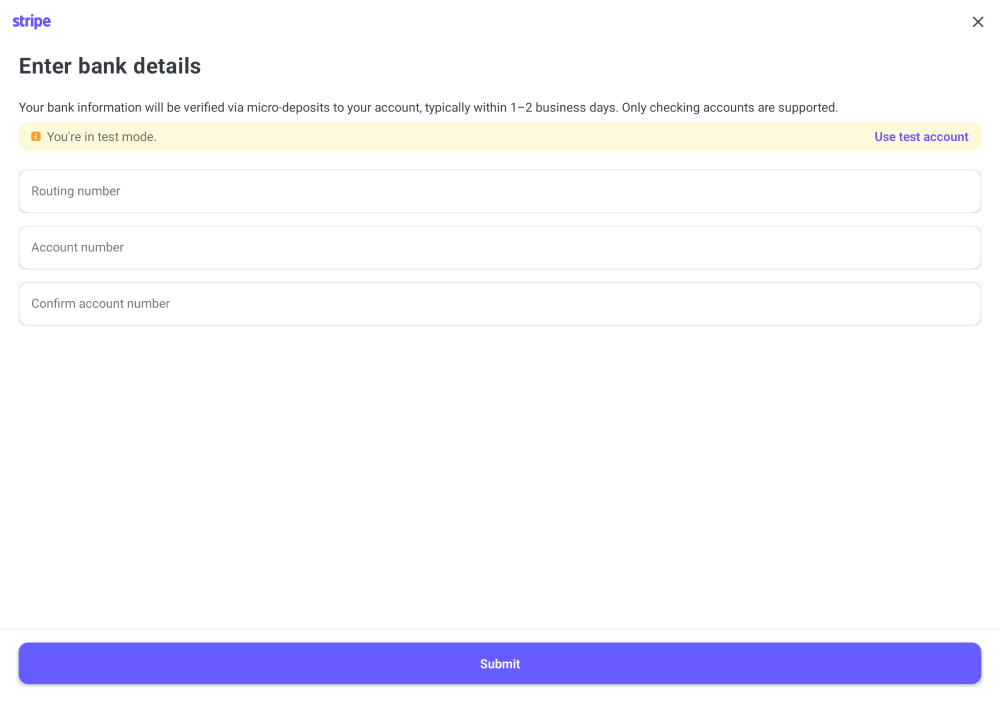 stripe
Enter bank details
Your bank information will be verified via micro-deposits to your account, typically within 1–2 business days. Only checking accounts are supported.
You're in test mode.
Use test account
Routing number
Account number
Confirm account number
Submit